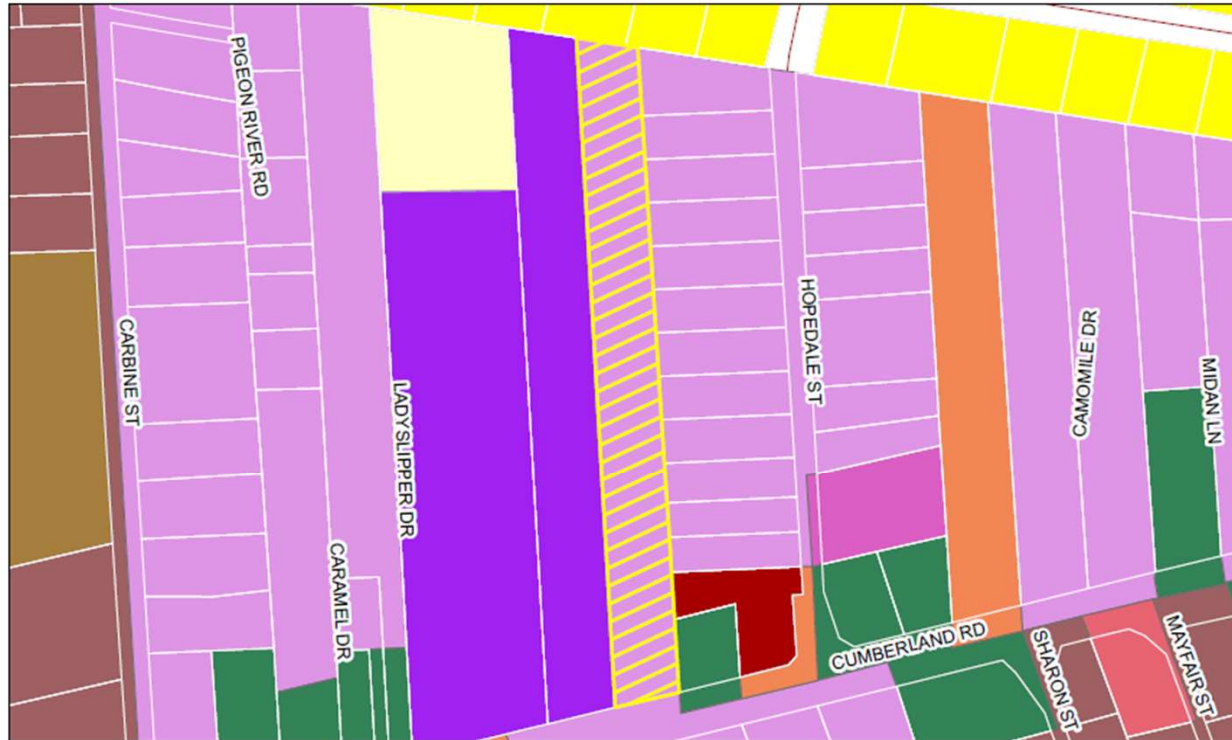 PIGEON RIVER RD
CARBINE ST
LADYSLIPPER DR
CARAMEL DR
HOPEDALE ST
CAMOMILE DR
MIDAN LN
CUMBERLAND RD
SHARON ST
MAYFAIR ST